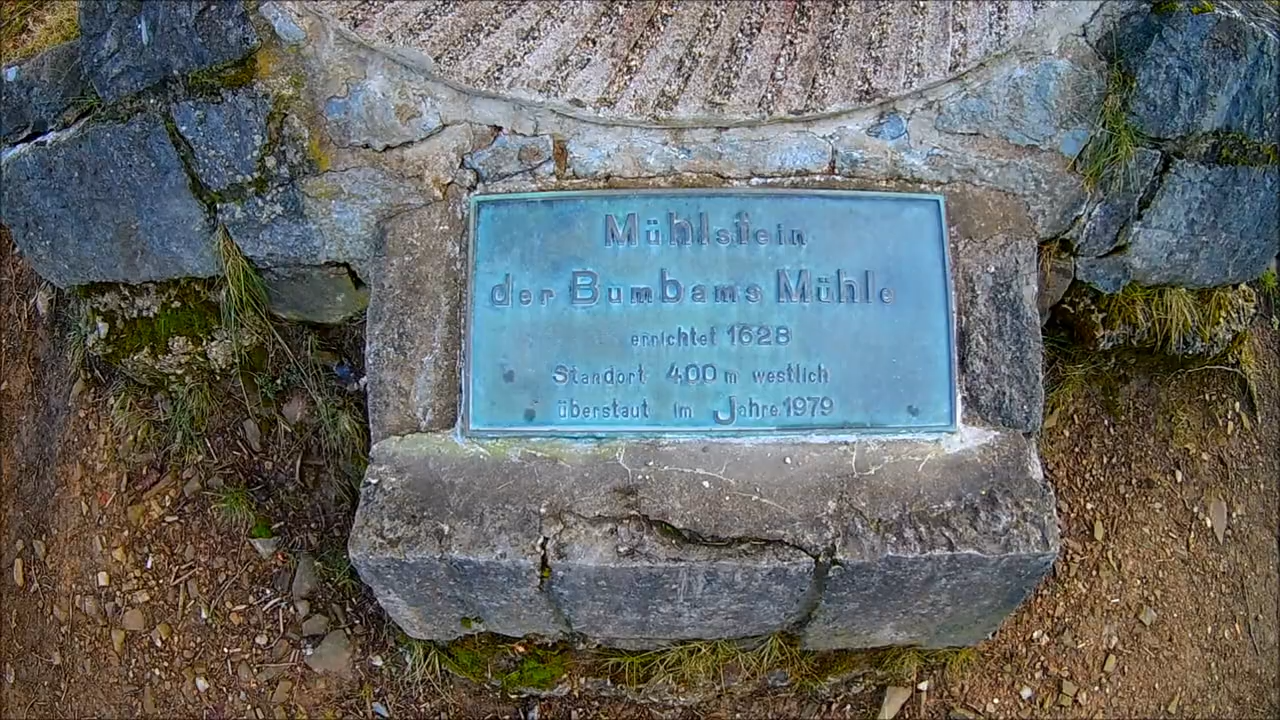 Mühlstein
der Bumbams Mühle
errichtet 1628
Standort 400 m westlich
überstaut im Jahre 1979